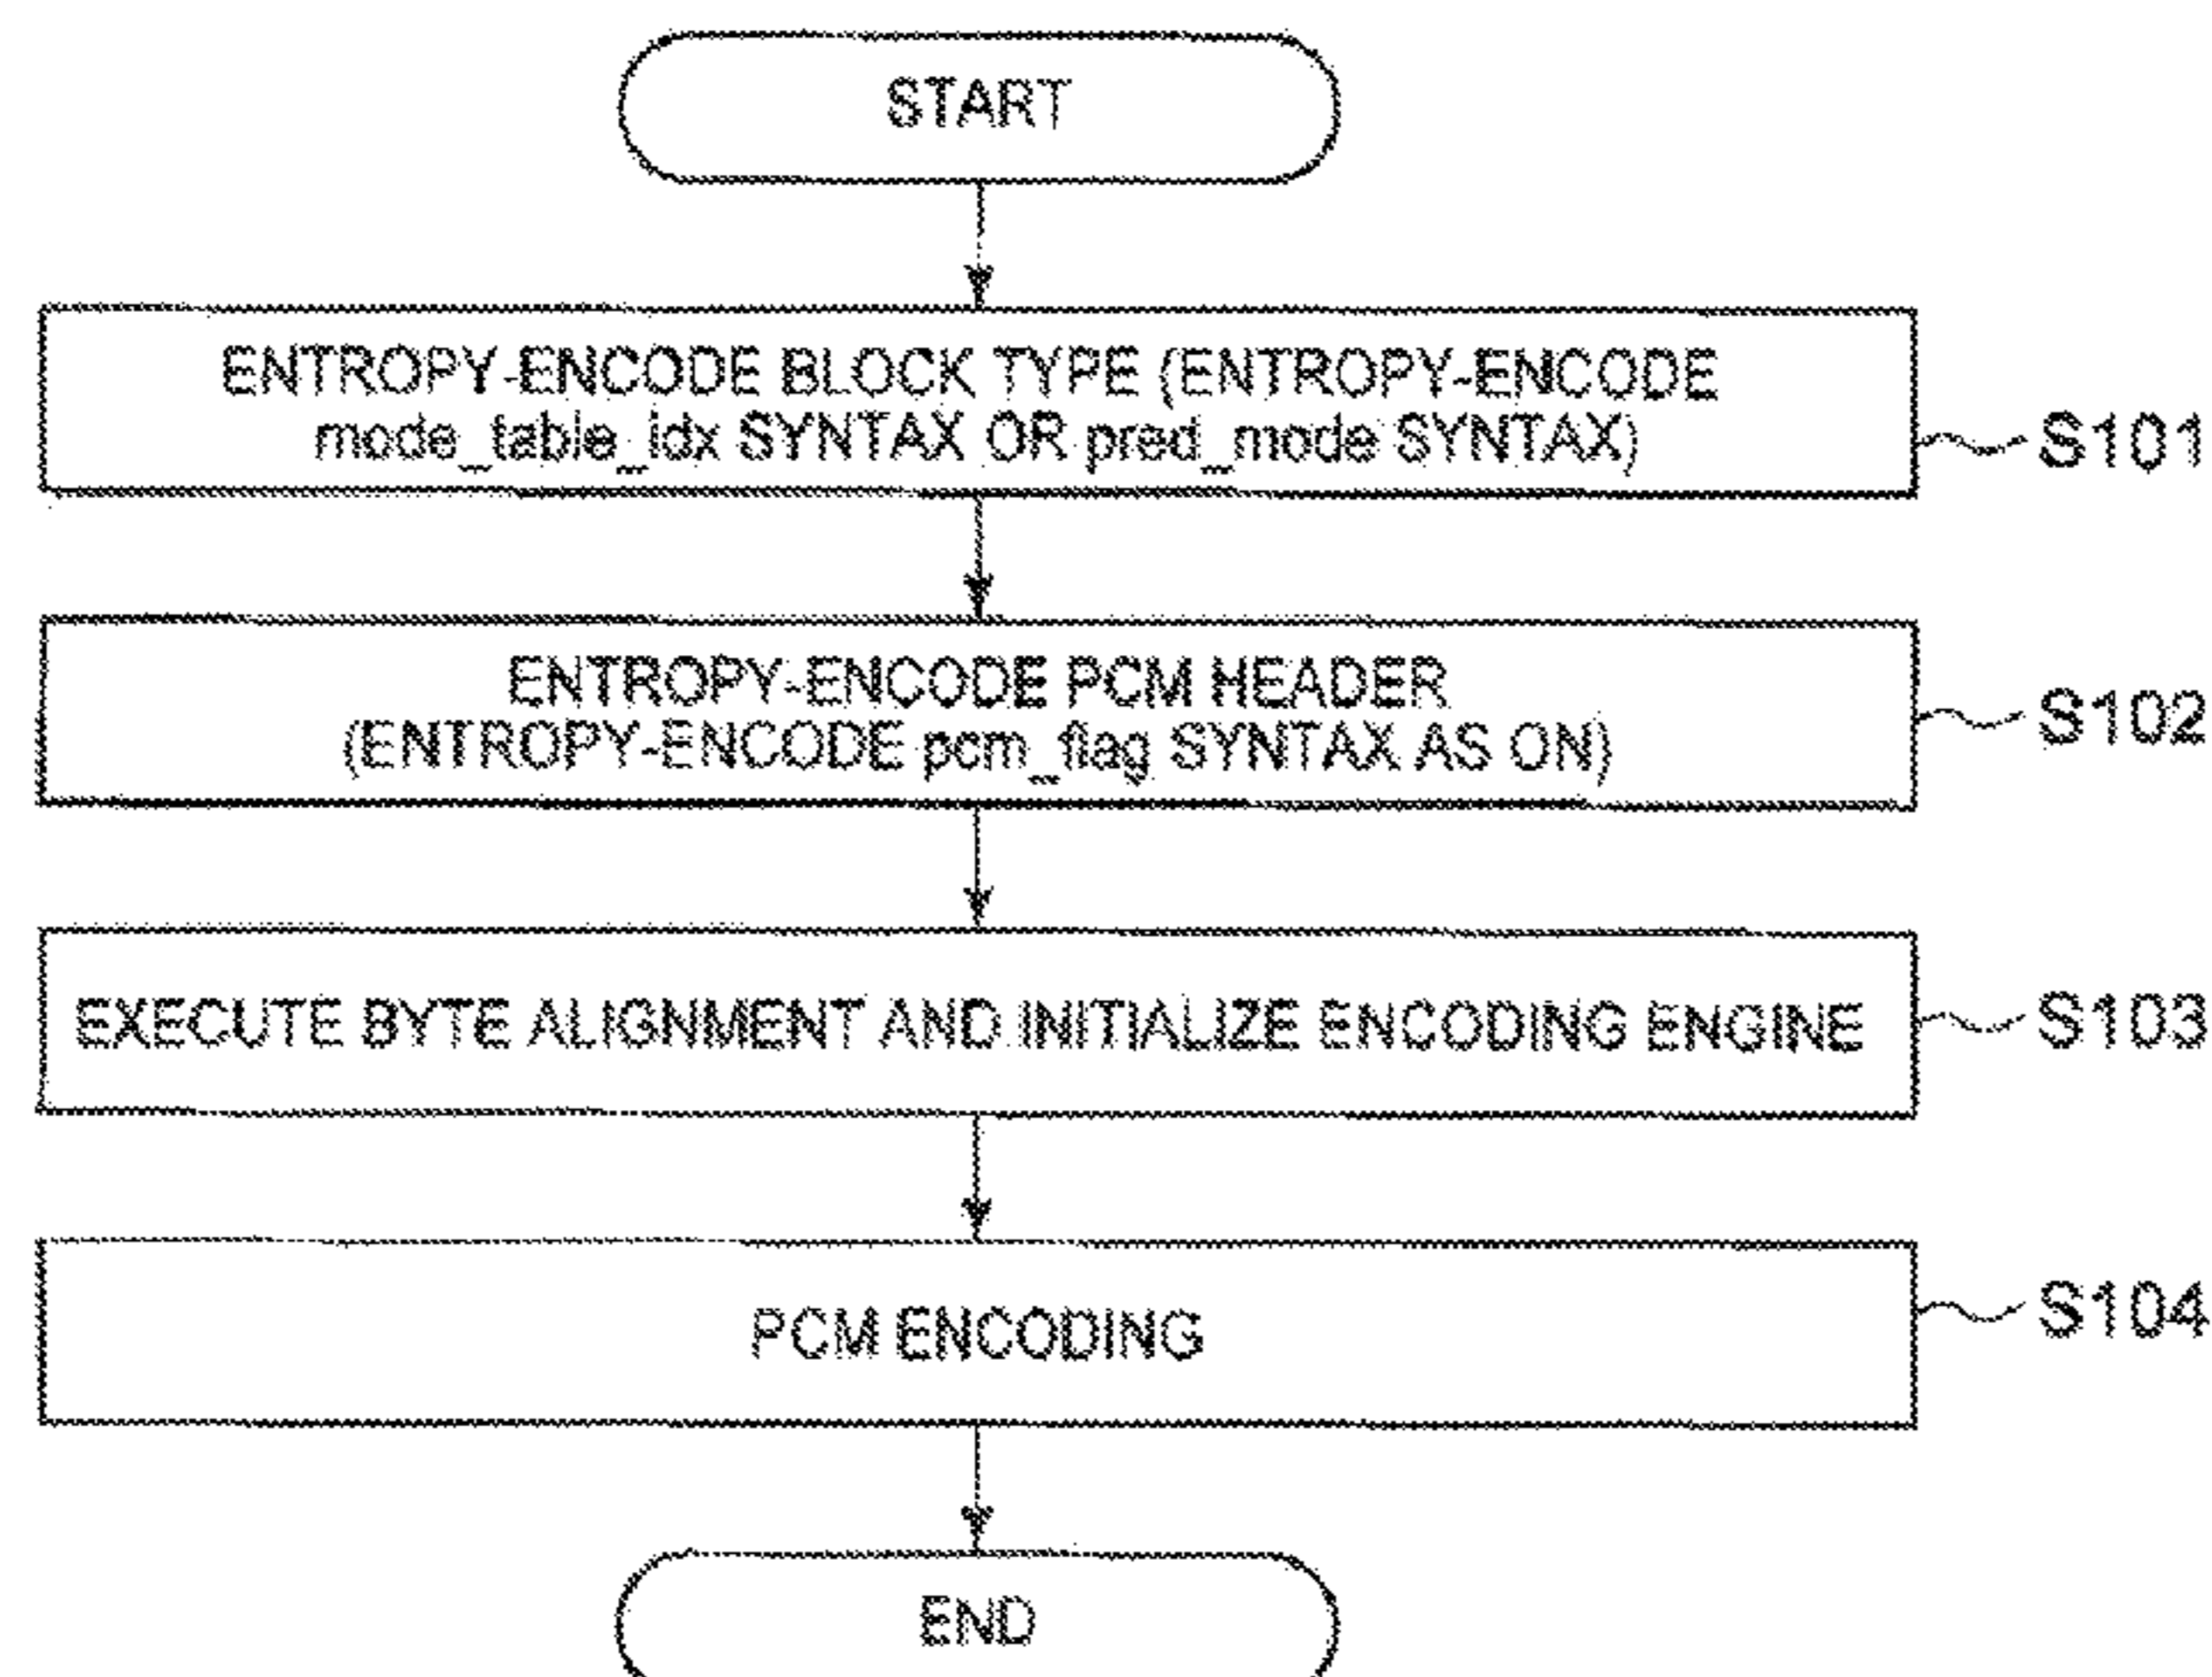 START
ENTROPY-ENCODE BLOCK TYPE (ENTROPY-ENCODE
mode_table_idx SYNTAX OR pred_mode SYNTAX)
S101
ENTROPY-ENCODE PCM HEADER
(ENTROPY-ENCODE pcm_flag SYNTAX AS ON)
S102
EXECUTE BYTE ALIGNMENT AND INITIALIZE ENCODING ENGINE
S103
PCM ENCODING
S104
END